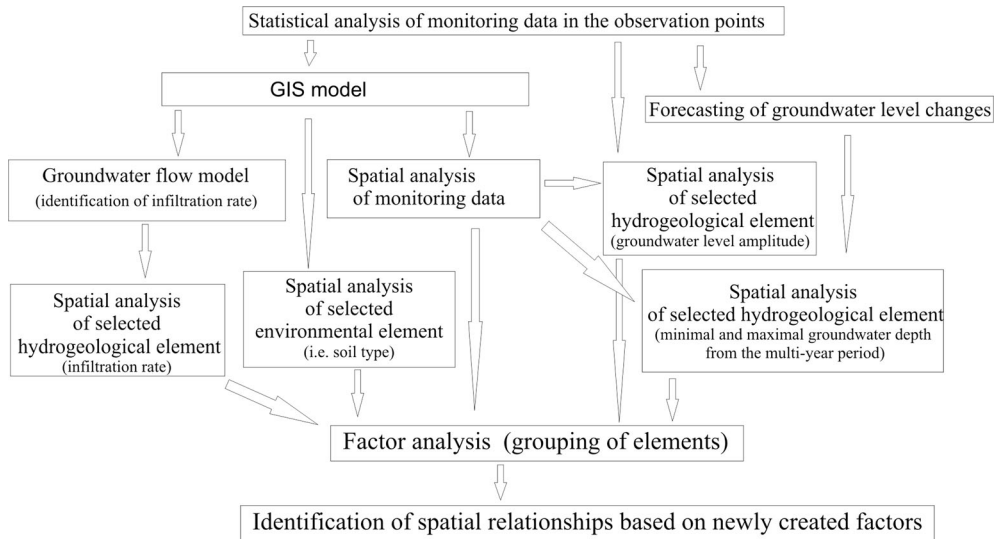 Statistical analysis of monitoring data in the observation points
GIS model
Forecasting of groundwater level changes
Groundwater flow model
(identification of infiltration rate)
Spatial analysis
of monitoring data
Spatial analysis
of selected
hydrogeological element
(groundwater level amplitude)
Spatial analysis
of selected
hydrogeological element
(infiltration rate)
Spatial analysis
of selected
environmental element
(i.e. soil type)
Spatial analysis
of selected hydrogeological element
(minimal and maximal groundwater depth
from the multi-year period)
Factor analysis (grouping of elements)
Identification of spatial relationships based on newly created factors